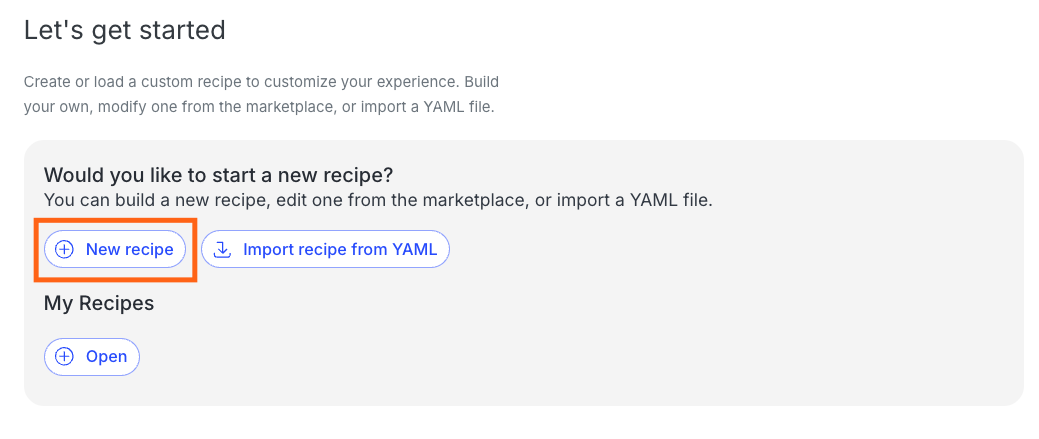 Let's get started
Create or load a custom recipe to customize your experience. Build
your own, modify one from the marketplace, or import a YAML file.
Would you like to start a new recipe?
You can build a new recipe, edit one from the marketplace, or import a YAML file.
New recipe
Import recipe from YAML
My Recipes
Open